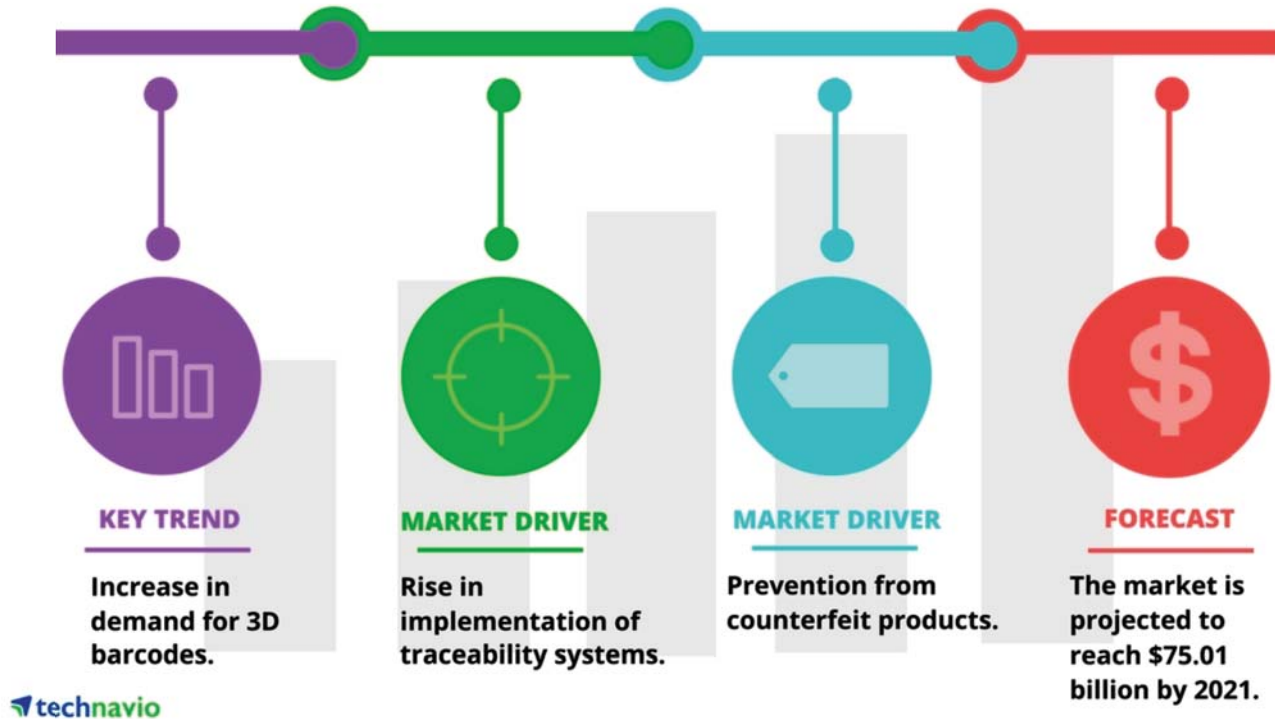 KEY TREND
Increase in
demand for 3D
barcodes.
MARKET DRIVER
Rise in
implementation of
traceability systems.
MARKET DRIVER
Prevention from
counterfeit products.
FORECAST
The market is
projected to
reach $75.01
billion by 2021.
technavio